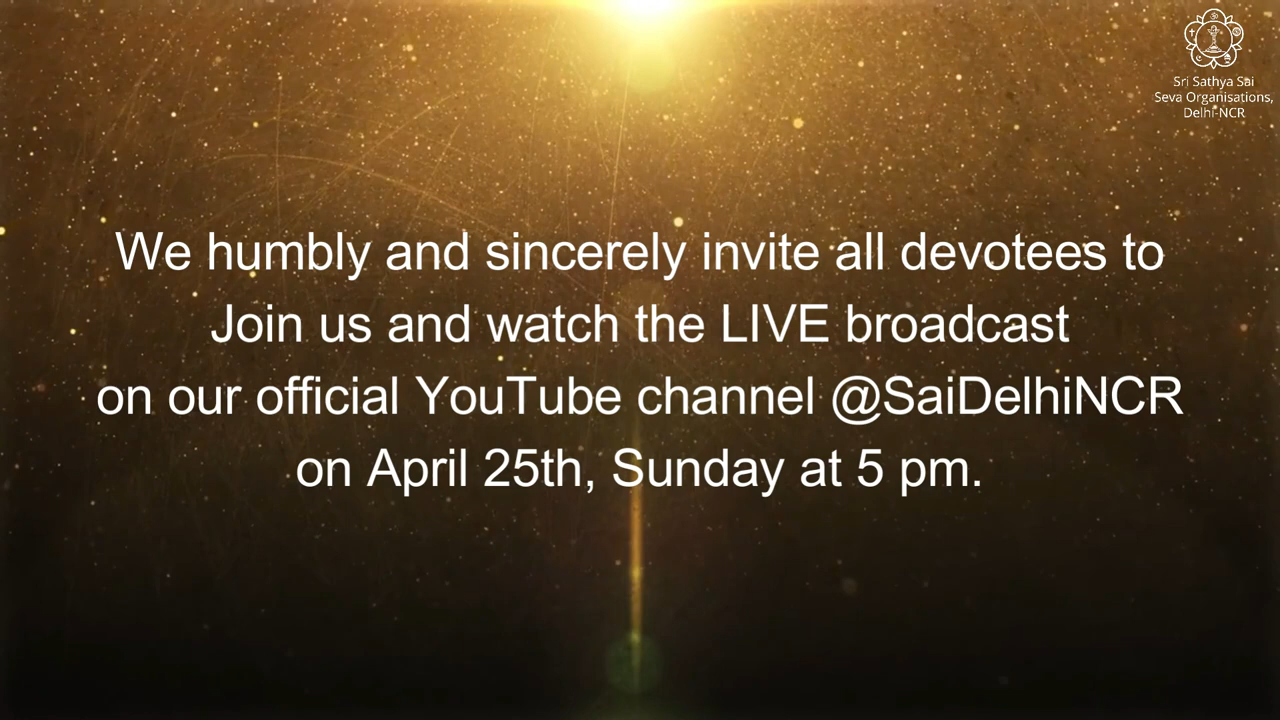 Sri Sathya Sai
Seva Organisations,
Delhi-NCR
We humbly and sincerely invite all devotees to
Join us and watch the LIVE broadcast
on our official YouTube channel @SaiDelhiNCR
on April 25th, Sunday at 5 pm.